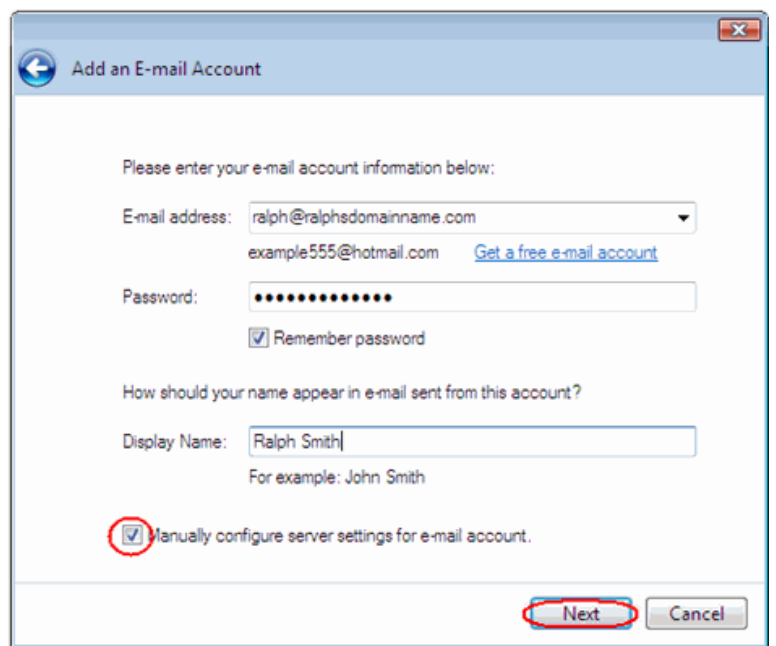 Add an E-mail Account
Please enter your e-mail account information below:
E-mail address: ralph@ralphsdomainname.com
example555@hotmail.com Get a free e-mail account
Password: •••••••••••••
Remember password
How should your name appear in e-mail sent from this account?
Display Name: Ralph Smith
For example: John Smith
Manually configure server settings for e-mail account.
Next Cancel